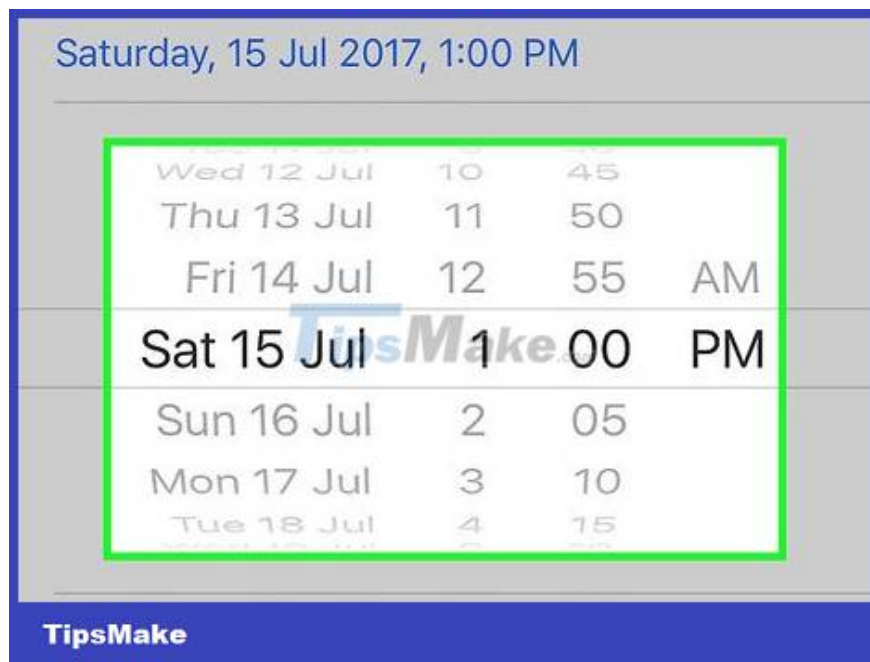 Saturday, 15 Jul 2017, 1:00 PM
Wed 12 Jul 10 45
Thu 13 Jul 11 50
Fri 14 Jul 12 55 AM
Sat 15 Jul 1 00 PM
TipsMake
Sun 16 Jul 2 05
Mon 17 Jul 3 10
Tue 18 Jul 4 15
TipsMake